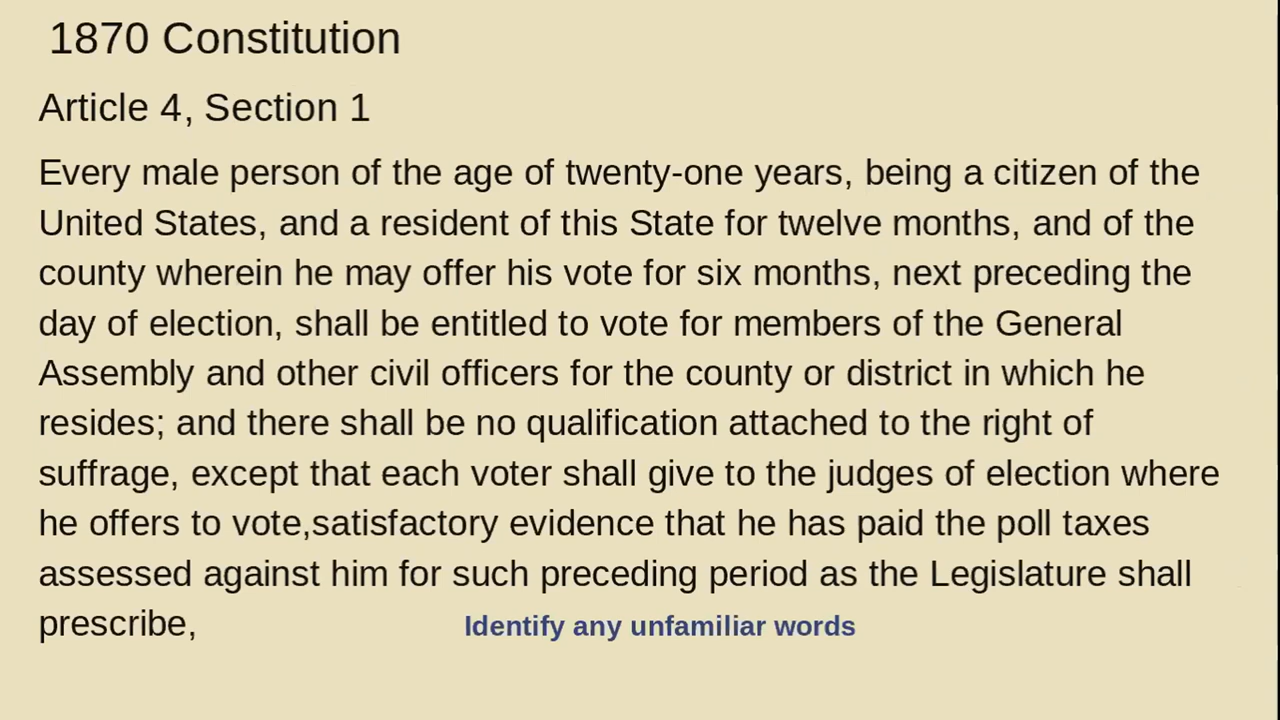 1870 Constitution
Article 4, Section 1
Every male person of the age of twenty-one years, being a citizen of the
United States, and a resident of this State for twelve months, and of the
county wherein he may offer his vote for six months, next preceding the
day of election, shall be entitled to vote for members of the General
Assembly and other civil officers for the county or district in which he
resides; and there shall be no qualification attached to the right of
suffrage, except that each voter shall give to the judges of election where
he offers to vote,satisfactory evidence that he has paid the poll taxes
assessed against him for such preceding period as the Legislature shall
prescribe,
Identify any unfamiliar words